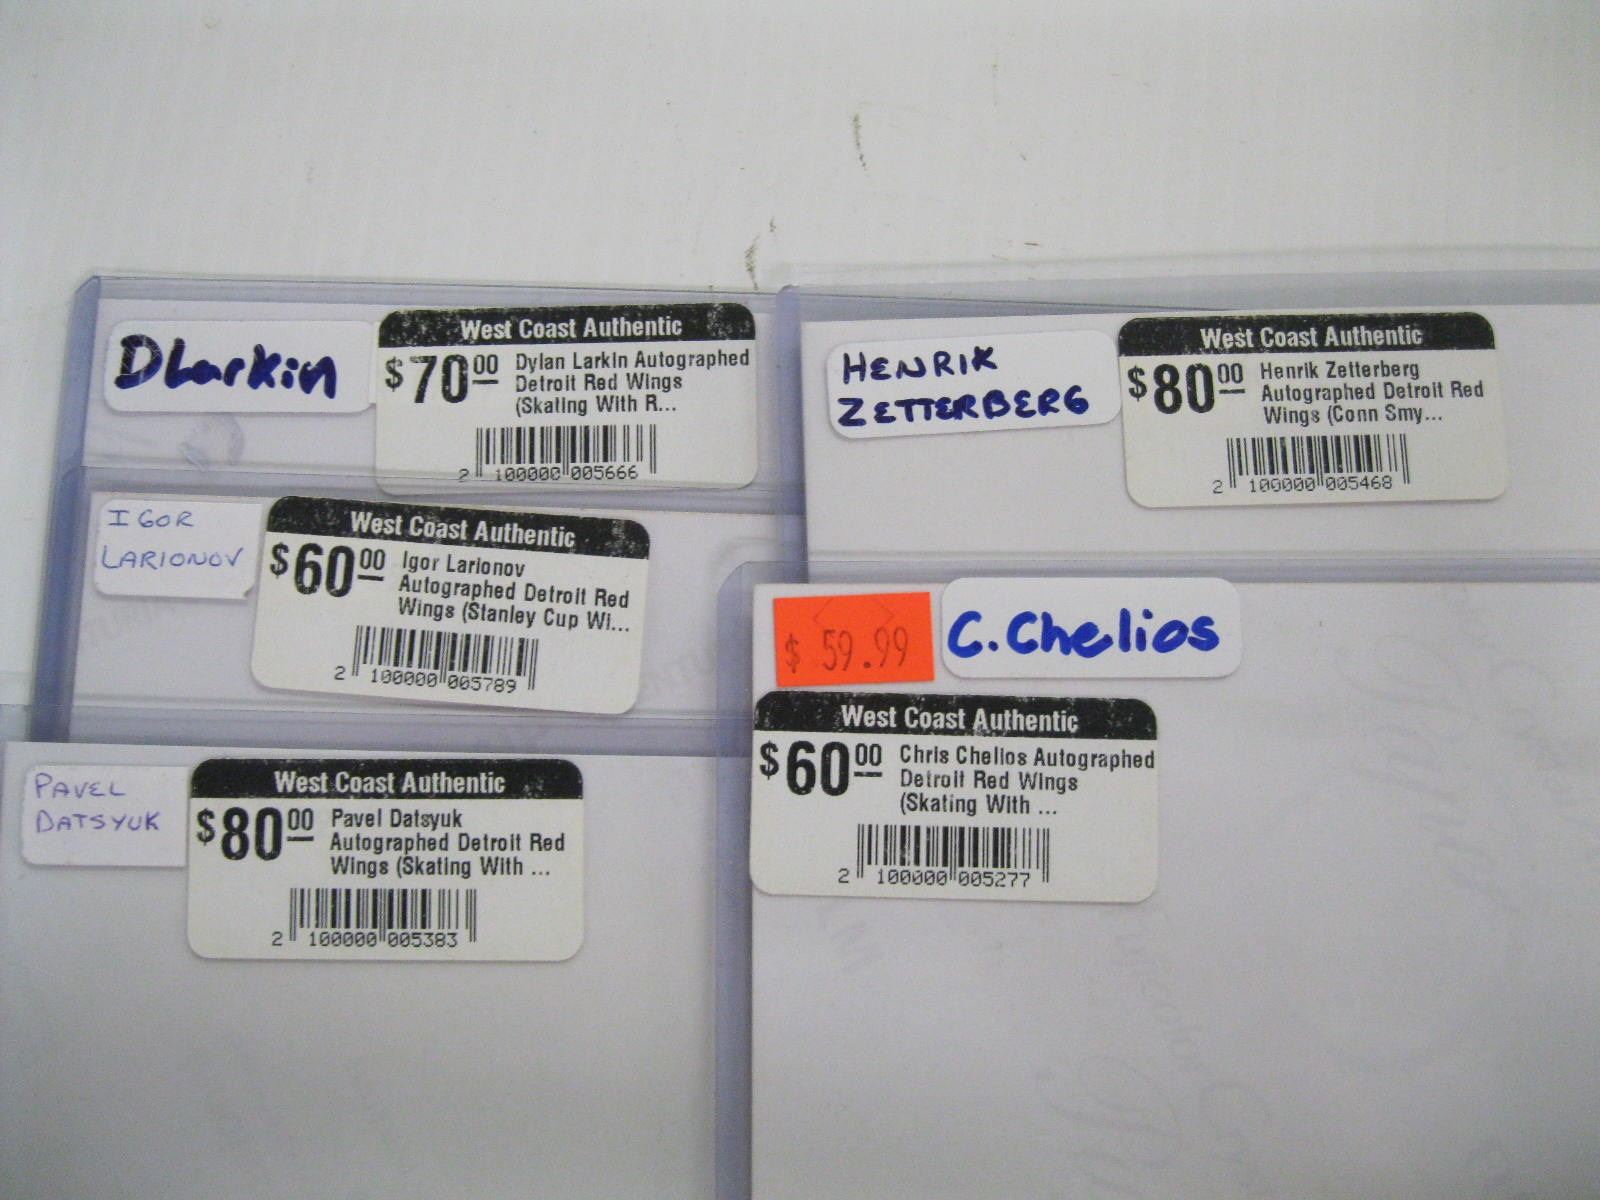 DLarkin
West Coast Authentic
$70.00 Dylan Larkin Autographed
Detroit Red Wings
(Skating With R...
2 100000 005666
HENRIK
ZETTERBERG
West Coast Authentic
$80.00 Henrik Zetterberg
Autographed Detroit Red
Wings (Conn Smy...
2 100000 005468
IGOR
LARIONOV
West Coast Authentic
$60.00 Igor Larionov
Autographed Detroit Red
Wings (Stanley Cup Wi...
2 100000 005789
$ 59.99
C. Chelios
West Coast Authentic
$60.00 Chris Chelios Autographed
Detroit Red Wings
(Skating With ...
2 100000 005277
PAVEL
DATSYUK
West Coast Authentic
$80.00 Pavel Datsyuk
Autographed Detroit Red
Wings (Skating With ...
2 100000 005383